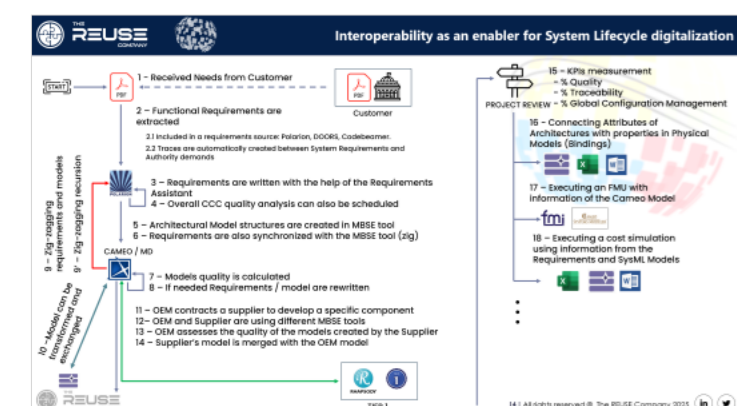 THE
REUSE
COMPANY
Interoperability as an enabler for System Lifecycle digitalization
START
PDF
1 - Received Needs from Customer
PDF
Customer
2 – Functional Requirements are
extracted
2.1 Included in a requirements source: Polarion, DOORS, Codebeamer.
2.2 Traces are automatically created between System Requirements and
Authority demands
POLARION
3 – Requirements are written with the help of the Requirements
Assistant
4 – Overall CCC quality analysis can also be scheduled
5 – Architectural Model structures are created in MBSE tool
6 – Requirements are also synchronized with the MBSE tool (zig)
9 – Zig-zagging
requirements and models
9' – Zig-zagging recursion
CAMEO / MD
7 – Models quality is calculated
8 – If needed Requirements / model are rewritten
10 –Model can be
transformed and
exchanged
11 – OEM contracts a supplier to develop a specific component
12– OEM and Supplier are using different MBSE tools
13 – OEM assesses the quality of the models created by the Supplier
14 – Supplier's model is merged with the OEM model
RHAPSODY
TIER 1
REUSE
15 – KPIs measurement
- % Quality
- % Traceability
PROJECT REVIEW - % Global Configuration Management
16 - Connecting Attributes of
Architectures with properties in Physical
Models (Bindings)
17 – Executing an FMU with
information of the Cameo Model
fmi
18 – Executing a cost simulation
using information from the
Requirements and SysML Models
14 | All rights reserved ©, The REUSE Company 2025
in